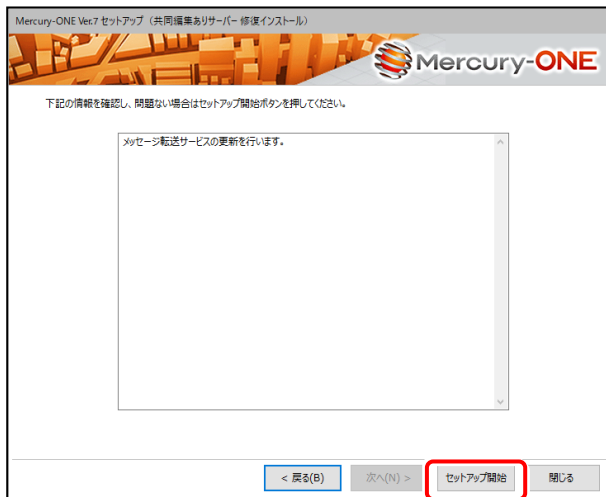 Mercury-ONE Ver.7 セットアップ（共同編集ありサーバー 修復インストール）
Mercury-ONE
下記の情報を確認し、問題ない場合はセットアップ開始ボタンを押してください。
メッセージ転送サービスの更新を行います。
< 戻る(B) 次へ(N) > セットアップ開始 閉じる